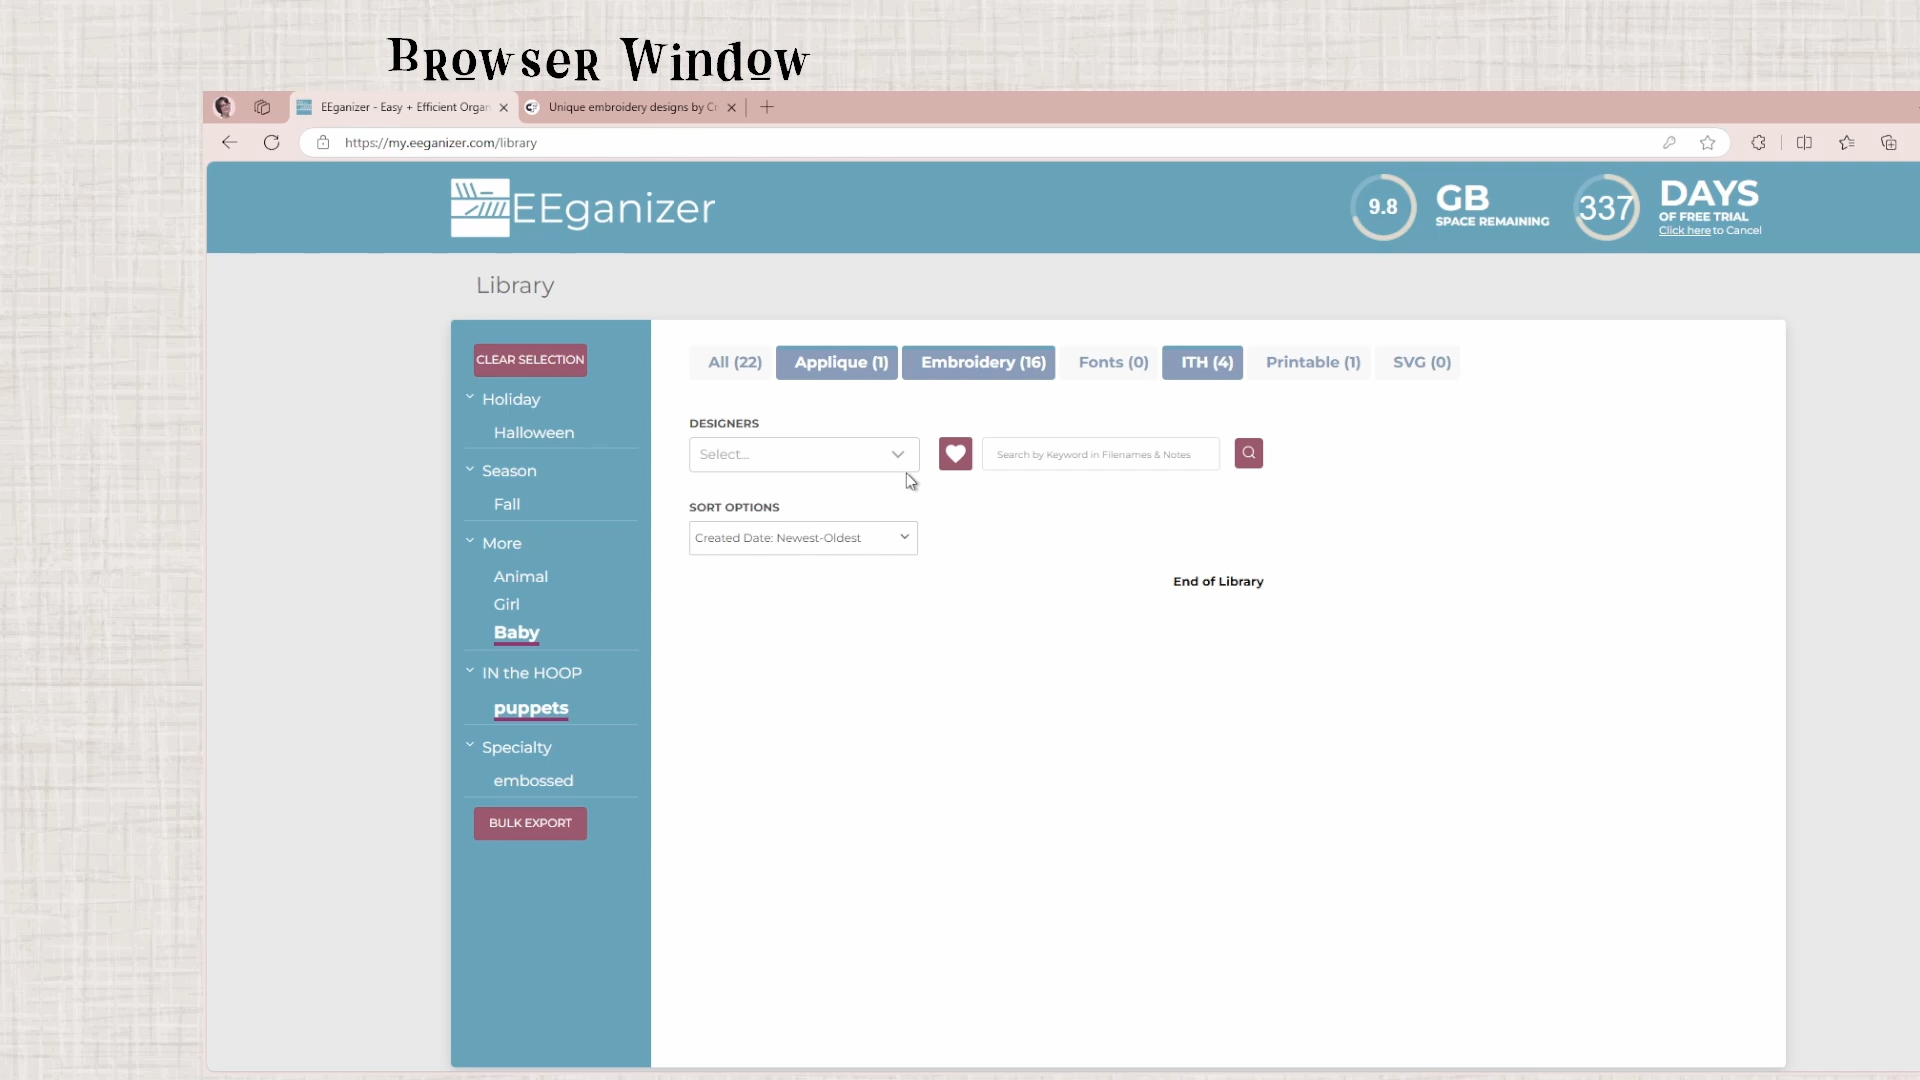 Browser Window
EEganizer - Easy + Efficient Organ
Unique embroidery designs by Cr
https://my.eeganizer.com/library
EEganizer
9.8
GB
SPACE REMAINING
337
DAYS
OF FREE TRIAL
Click here to Cancel
Library
CLEAR SELECTION
Holiday
Halloween
Season
Fall
More
Animal
Girl
Baby
IN the HOOP
puppets
Specialty
embossed
BULK EXPORT
All (22)
Applique (1)
Embroidery (16)
Fonts (0)
ITH (4)
Printable (1)
SVG (0)
DESIGNERS
Select...
Search by Keyword in Filenames & Notes
SORT OPTIONS
Created Date: Newest-Oldest
End of Library